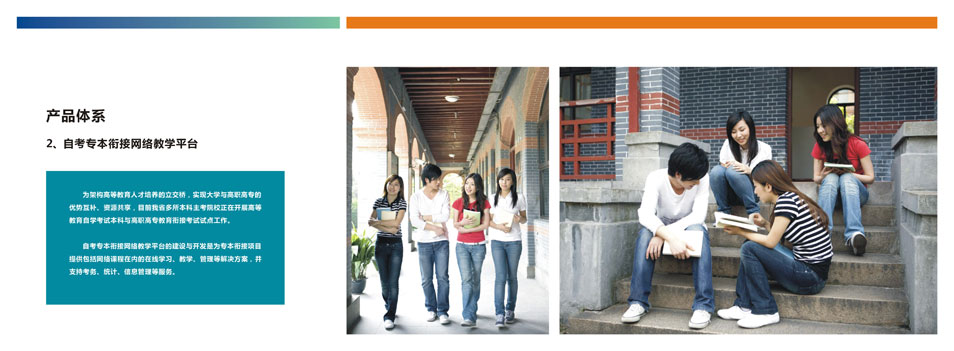 产品体系
2、自考专本衔接网络教学平台
为架构高等教育人才培养的立交桥，实现大学与高职高专的
优势互补、资源共享，目前我省多所本科主考院校正在开展高等
教育自学考试本科与高职高专教育衔接考试试点工作。
自考专本衔接网络教学平台的建设与开发是为专本衔接项目
提供包括网络课程在内的在线学习、教学、管理等解决方案，并
支持考务、统计、信息管理等服务。